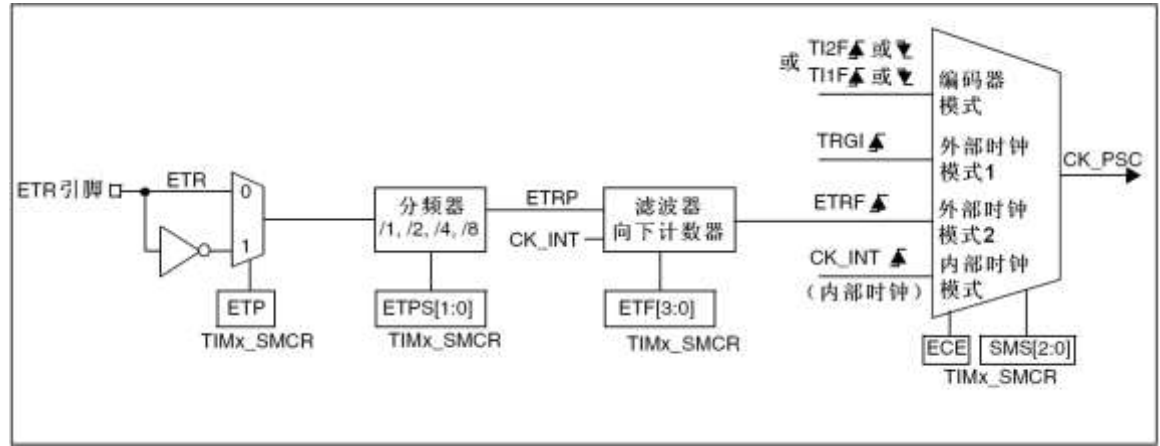 ETR引脚
ETR
0
1
ETP
TIMx_SMCR
分频器
/1, /2, /4, /8
ETPS[1:0]
TIMx_SMCR
ETRP
CK_INT
滤波器
向下计数器
ETF[3:0]
TIMx_SMCR
或
TI2F 或
TI1F 或
编码器
模式
TRGI
外部时钟
模式1
ETRF
外部时钟
模式2
CK_INT
（内部时钟）
内部时钟
模式
CK_PSC
ECE
SMS[2:0]
TIMx_SMCR